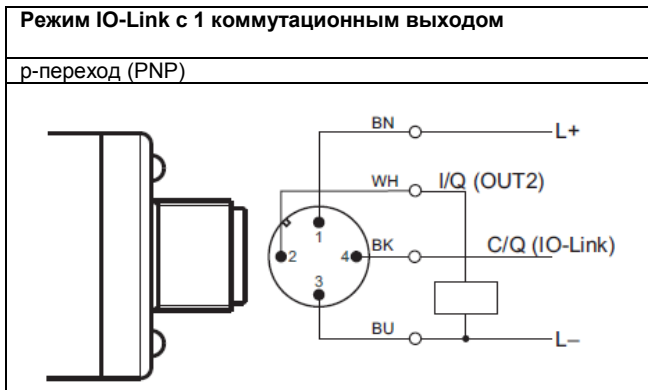 Режим IO-Link с 1 коммутационным выходом
p-переход (PNP)
BN
L+
WH
I/Q (OUT2)
1
2
4
BK
C/Q (IO-Link)
3
BU
L–